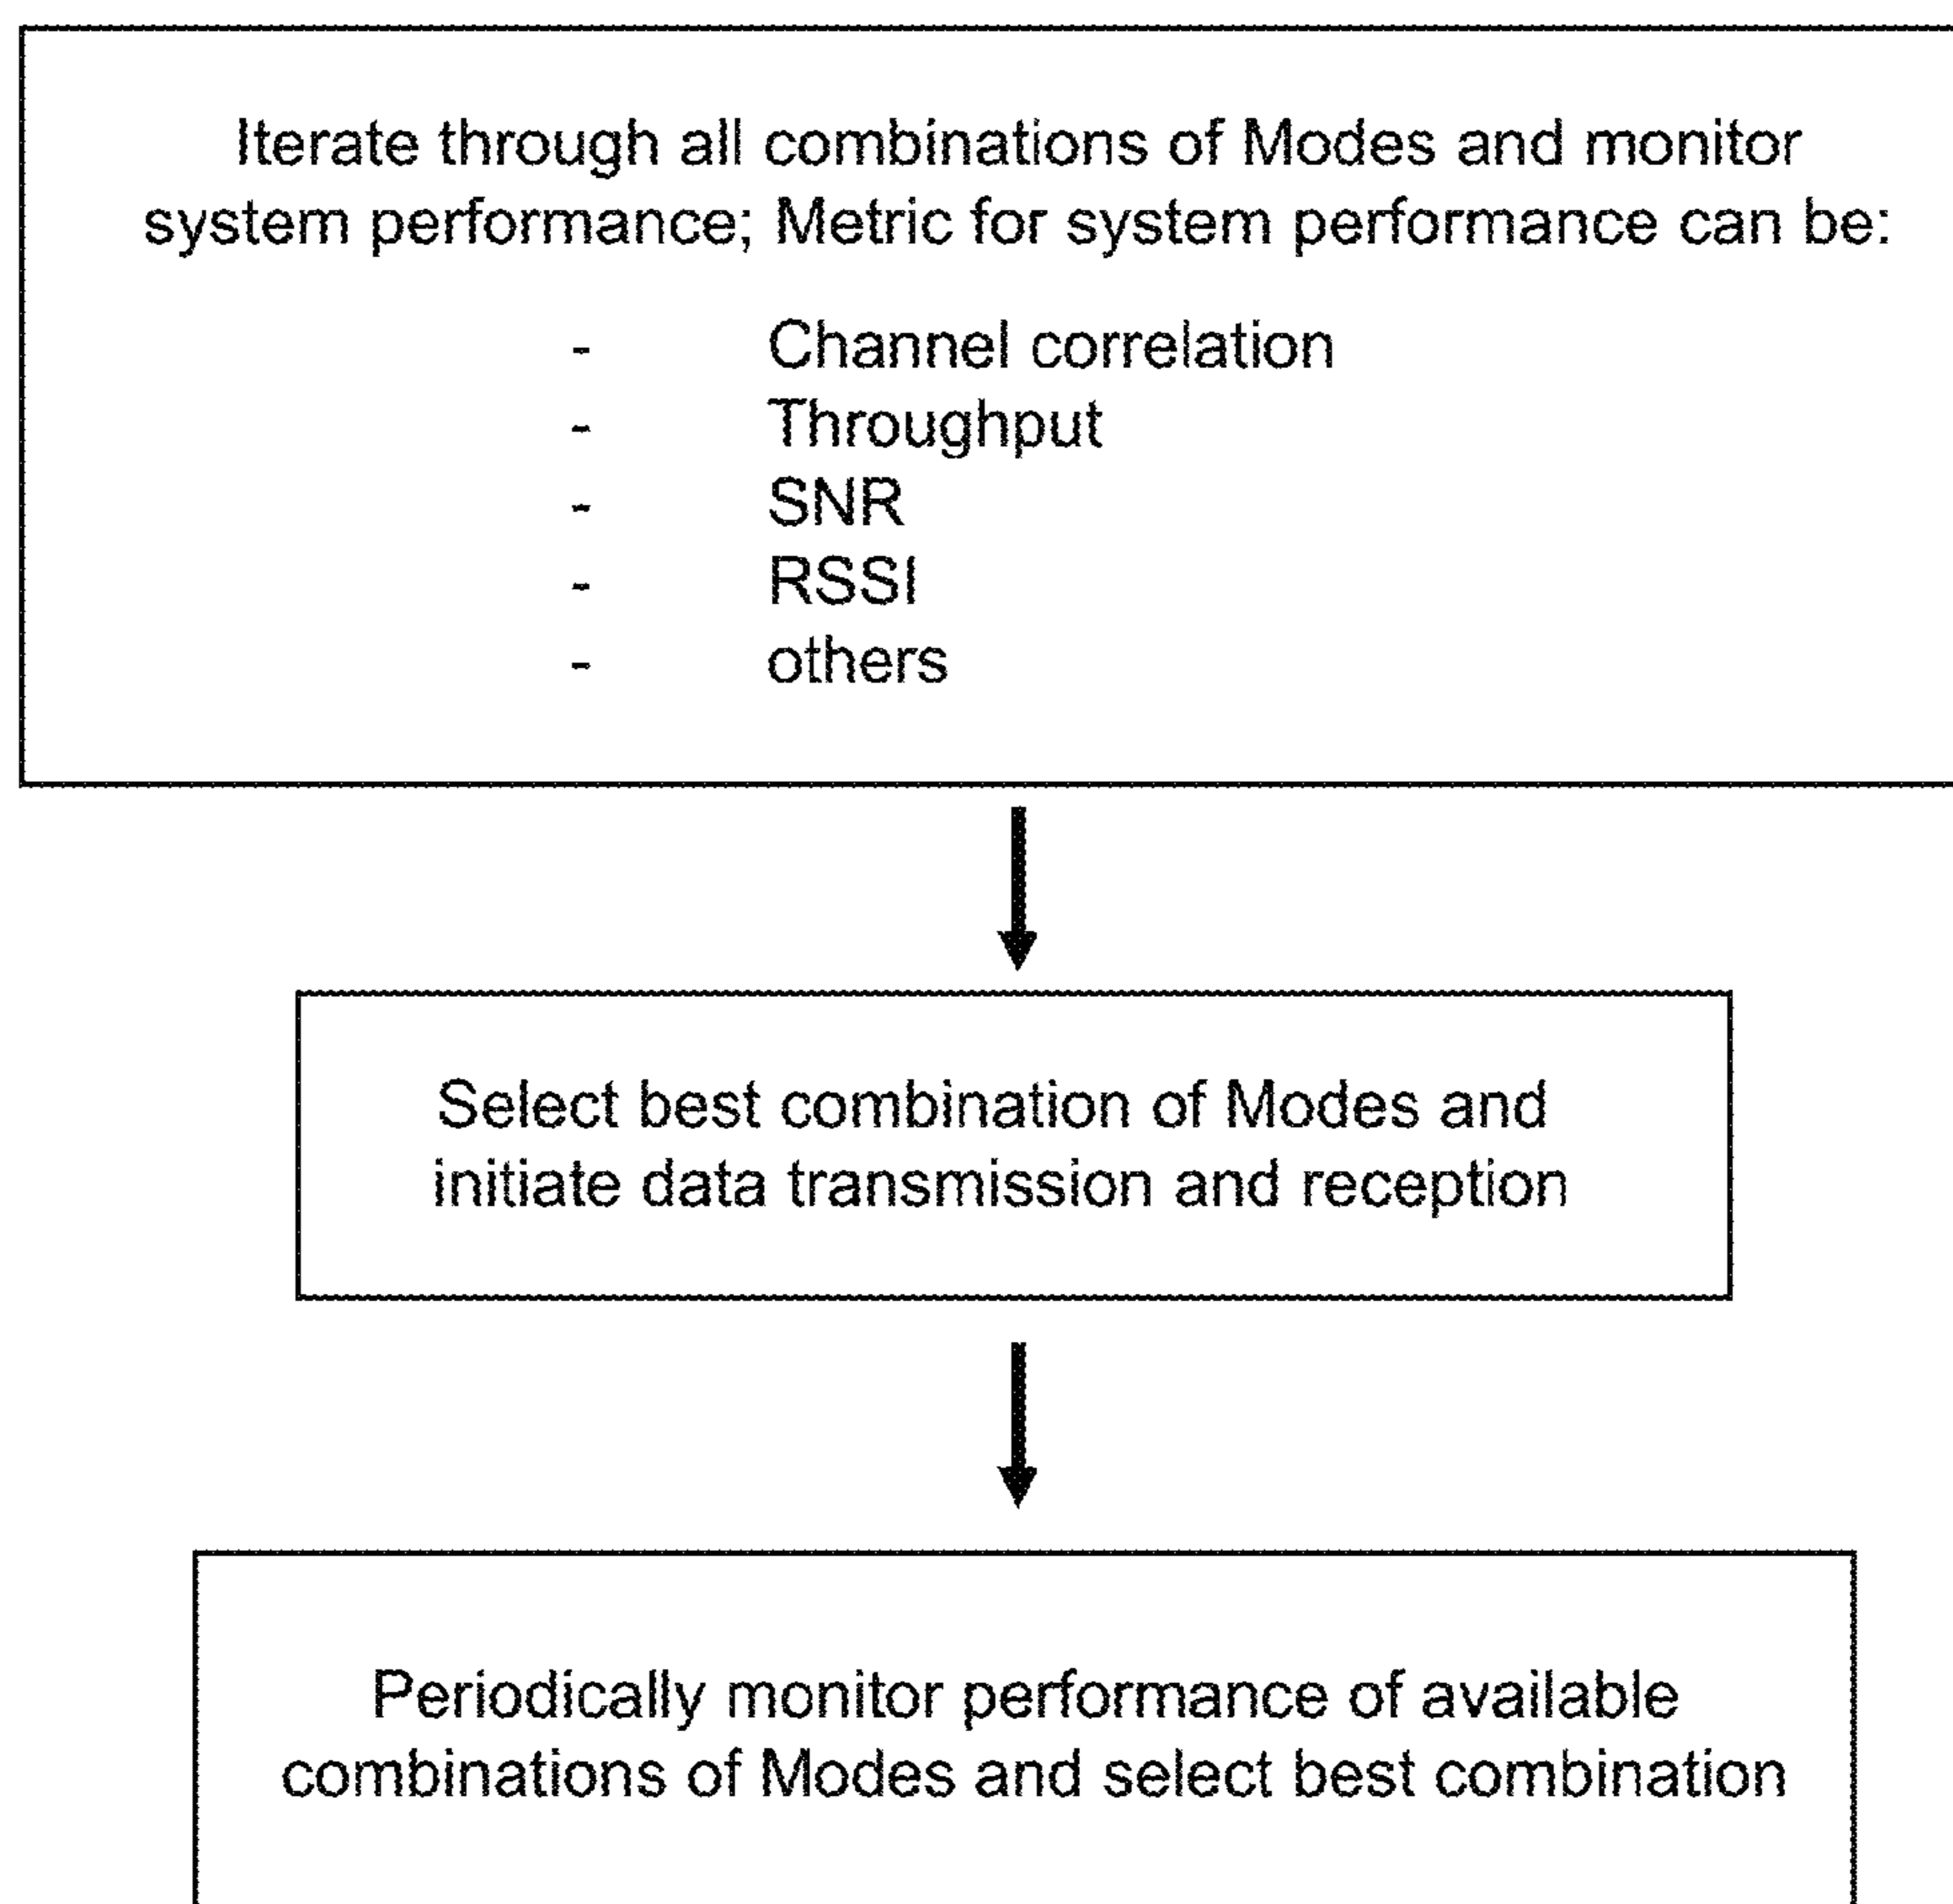 Iterate through all combinations of Modes and monitor
system performance; Metric for system performance can be:
- Channel correlation
- Throughput
- SNR
- RSSI
- others
Select best combination of Modes and
initiate data transmission and reception
Periodically monitor performance of available
combinations of Modes and select best combination